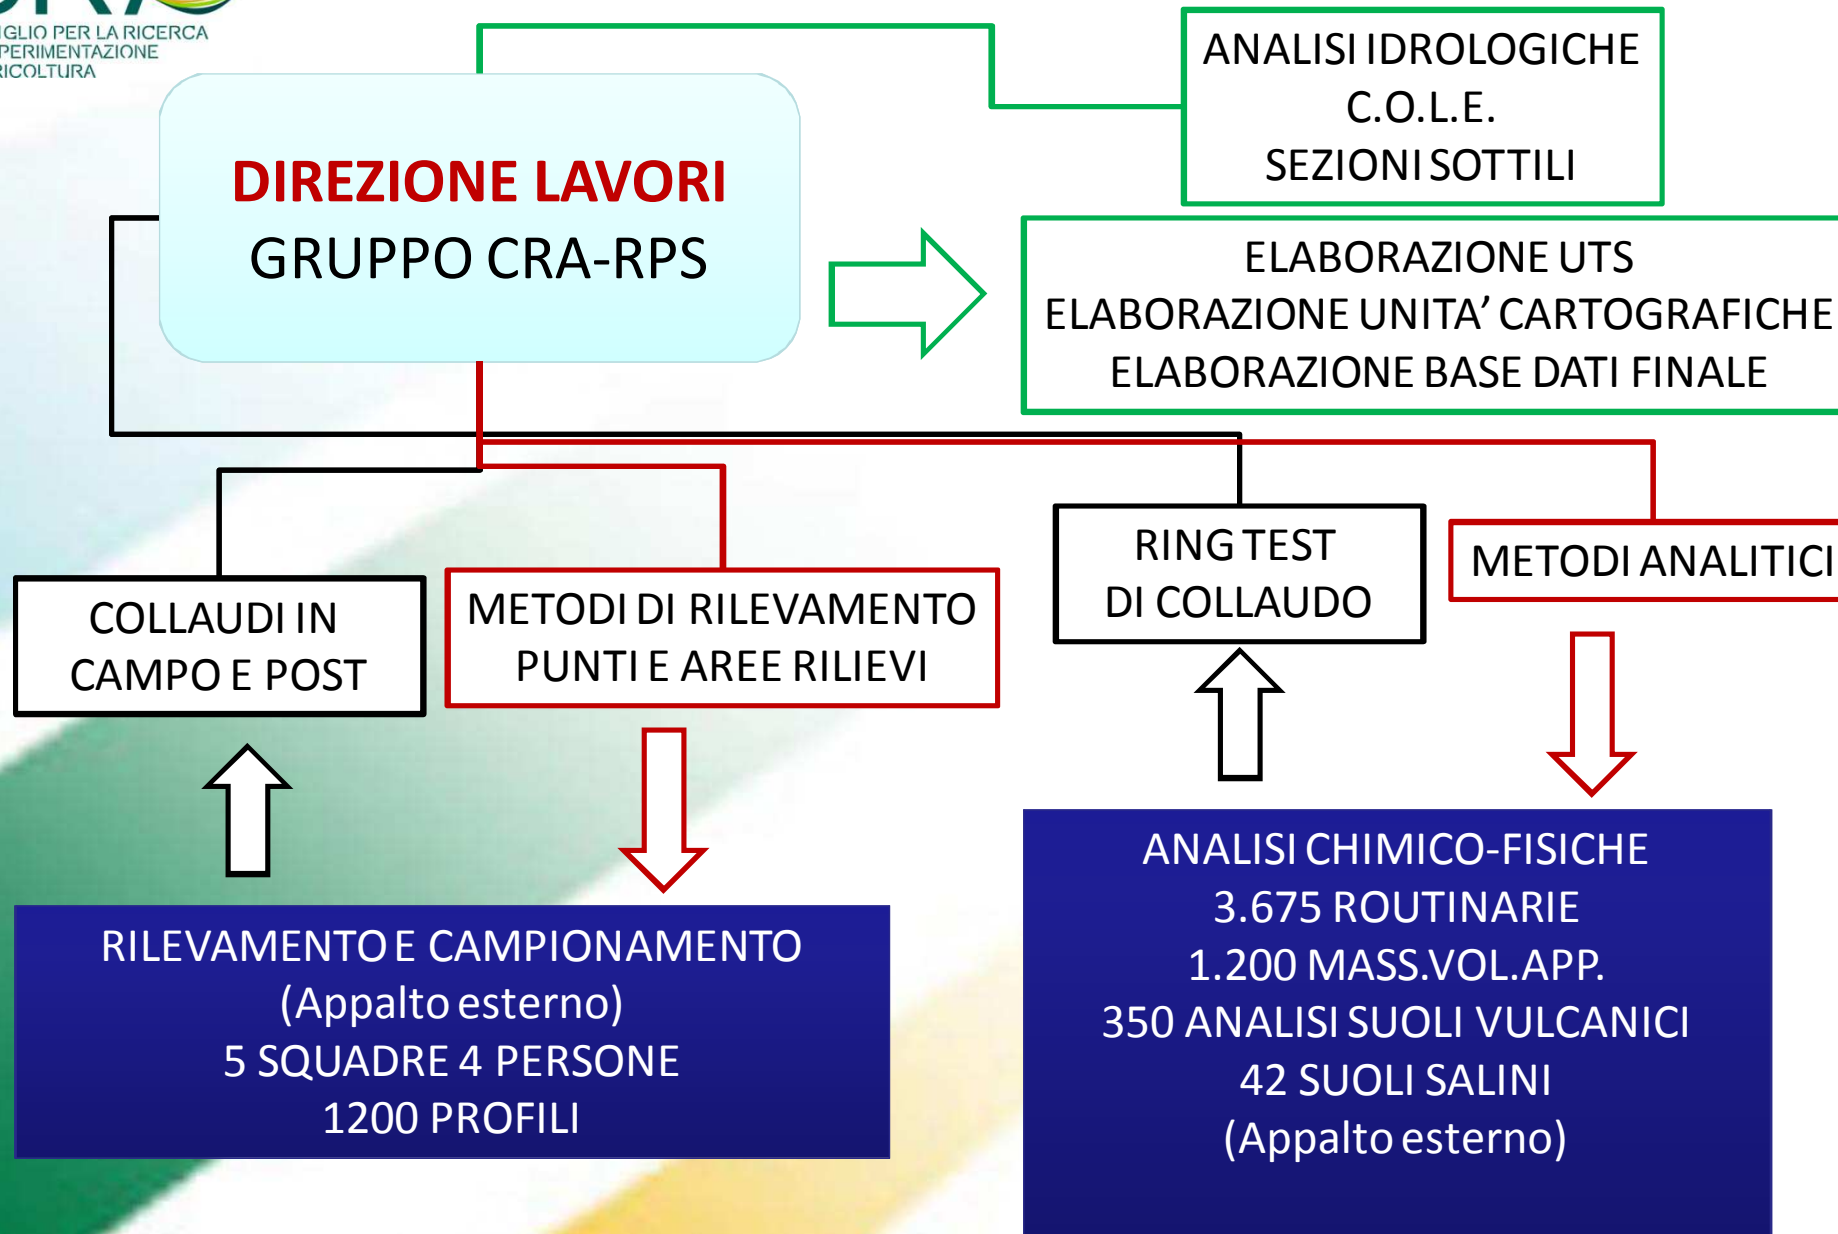 PER LA RICERCA
ANALISI IDROLOGICHE
C.O.L.E.
SEZIONI SOTTILI
DIREZIONE LAVORI
GRUPPO CRA-RPS
ELABORAZIONE UTS
ELABORAZIONE UNITA’ CARTOGRAFICHE
ELABORAZIONE BASE DATI FINALE
COLLAUDI IN
CAMPO E POST
METODI DI RILEVAMENTO
PUNTI E AREE RILIEVI
RING TEST
DI COLLAUDO
METODI ANALITICI
RILEVAMENTO E CAMPIONAMENTO
(Appalto esterno)
5 SQUADRE 4 PERSONE
1200 PROFILI
ANALISI CHIMICO-FISICHE
3.675 ROUTINARIE
1.200 MASS.VOL.APP.
350 ANALISI SUOLI VULCANICI
42 SUOLI SALINI
(Appalto esterno)